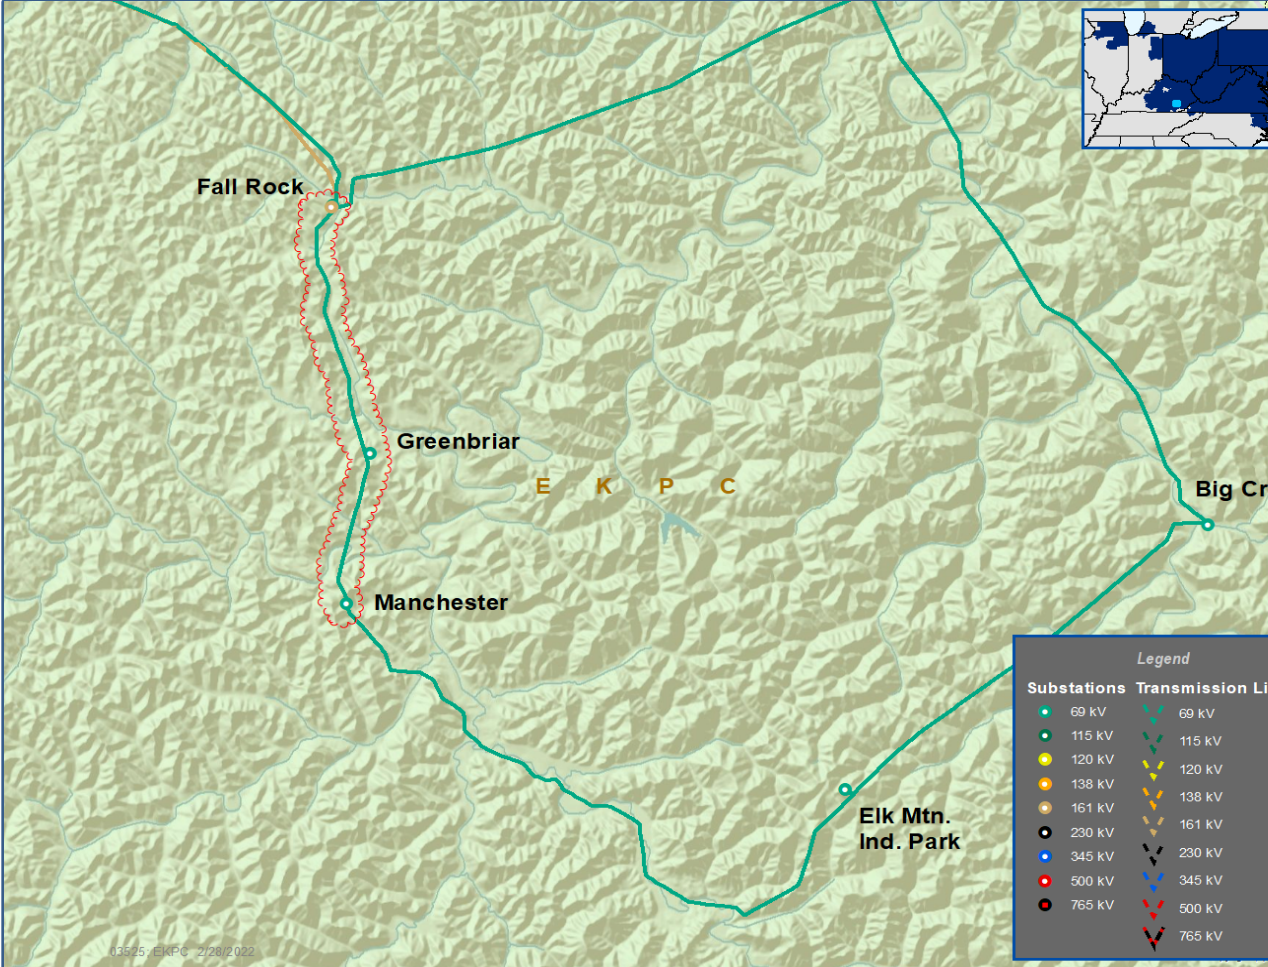 Fall Rock
Greenbriar
E K P C
Big Cr
Manchester
Elk Mtn.
Ind. Park
Legend
Substations Transmission Li
69 kV 69 kV
115 kV 115 kV
120 kV 120 kV
138 kV 138 kV
161 kV 161 kV
230 kV 230 kV
345 kV 345 kV
500 kV 500 kV
765 kV 765 kV
03525; EKPC 2/28/2022